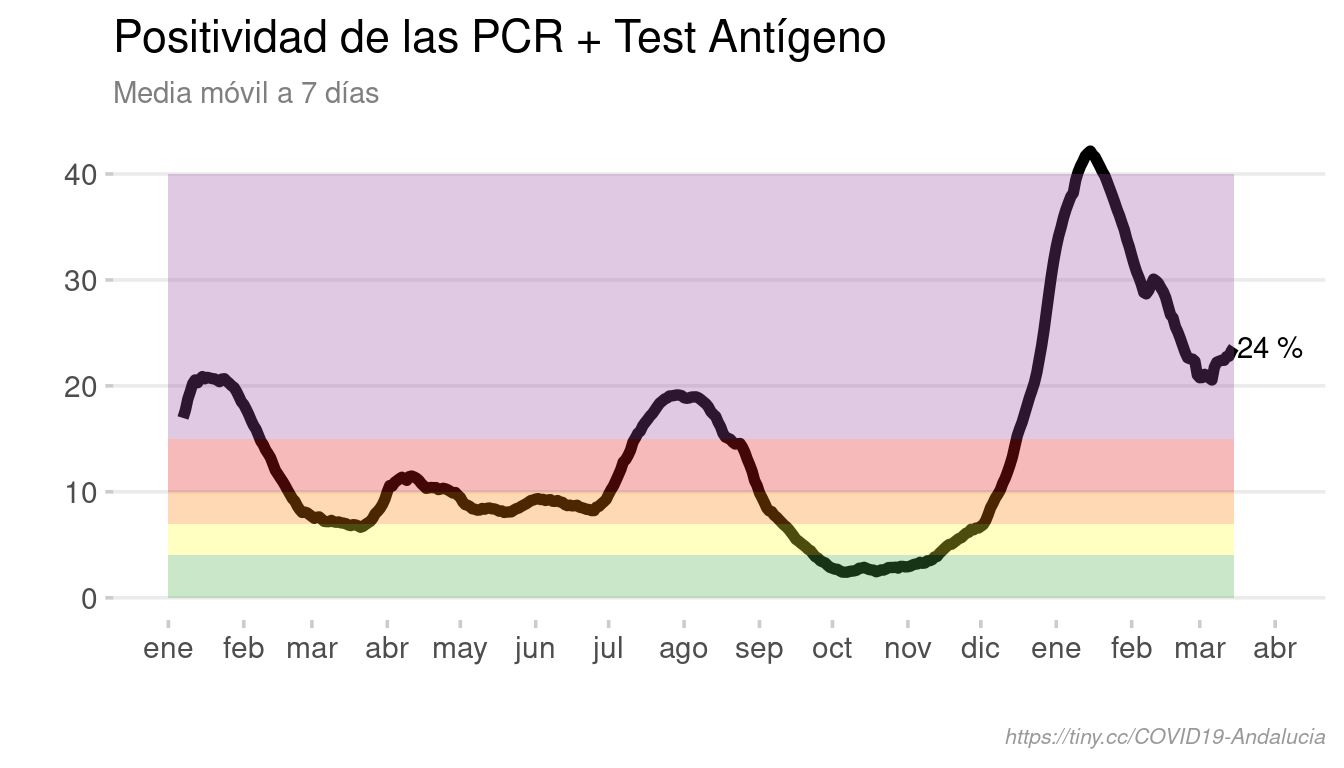 Positividad de las PCR + Test Antígeno
Media móvil a 7 días
40
30
20
10
0
24 %
ene feb mar abr may jun jul ago sep oct nov dic ene feb mar abr
https://tiny.cc/COVID19-Andalucia